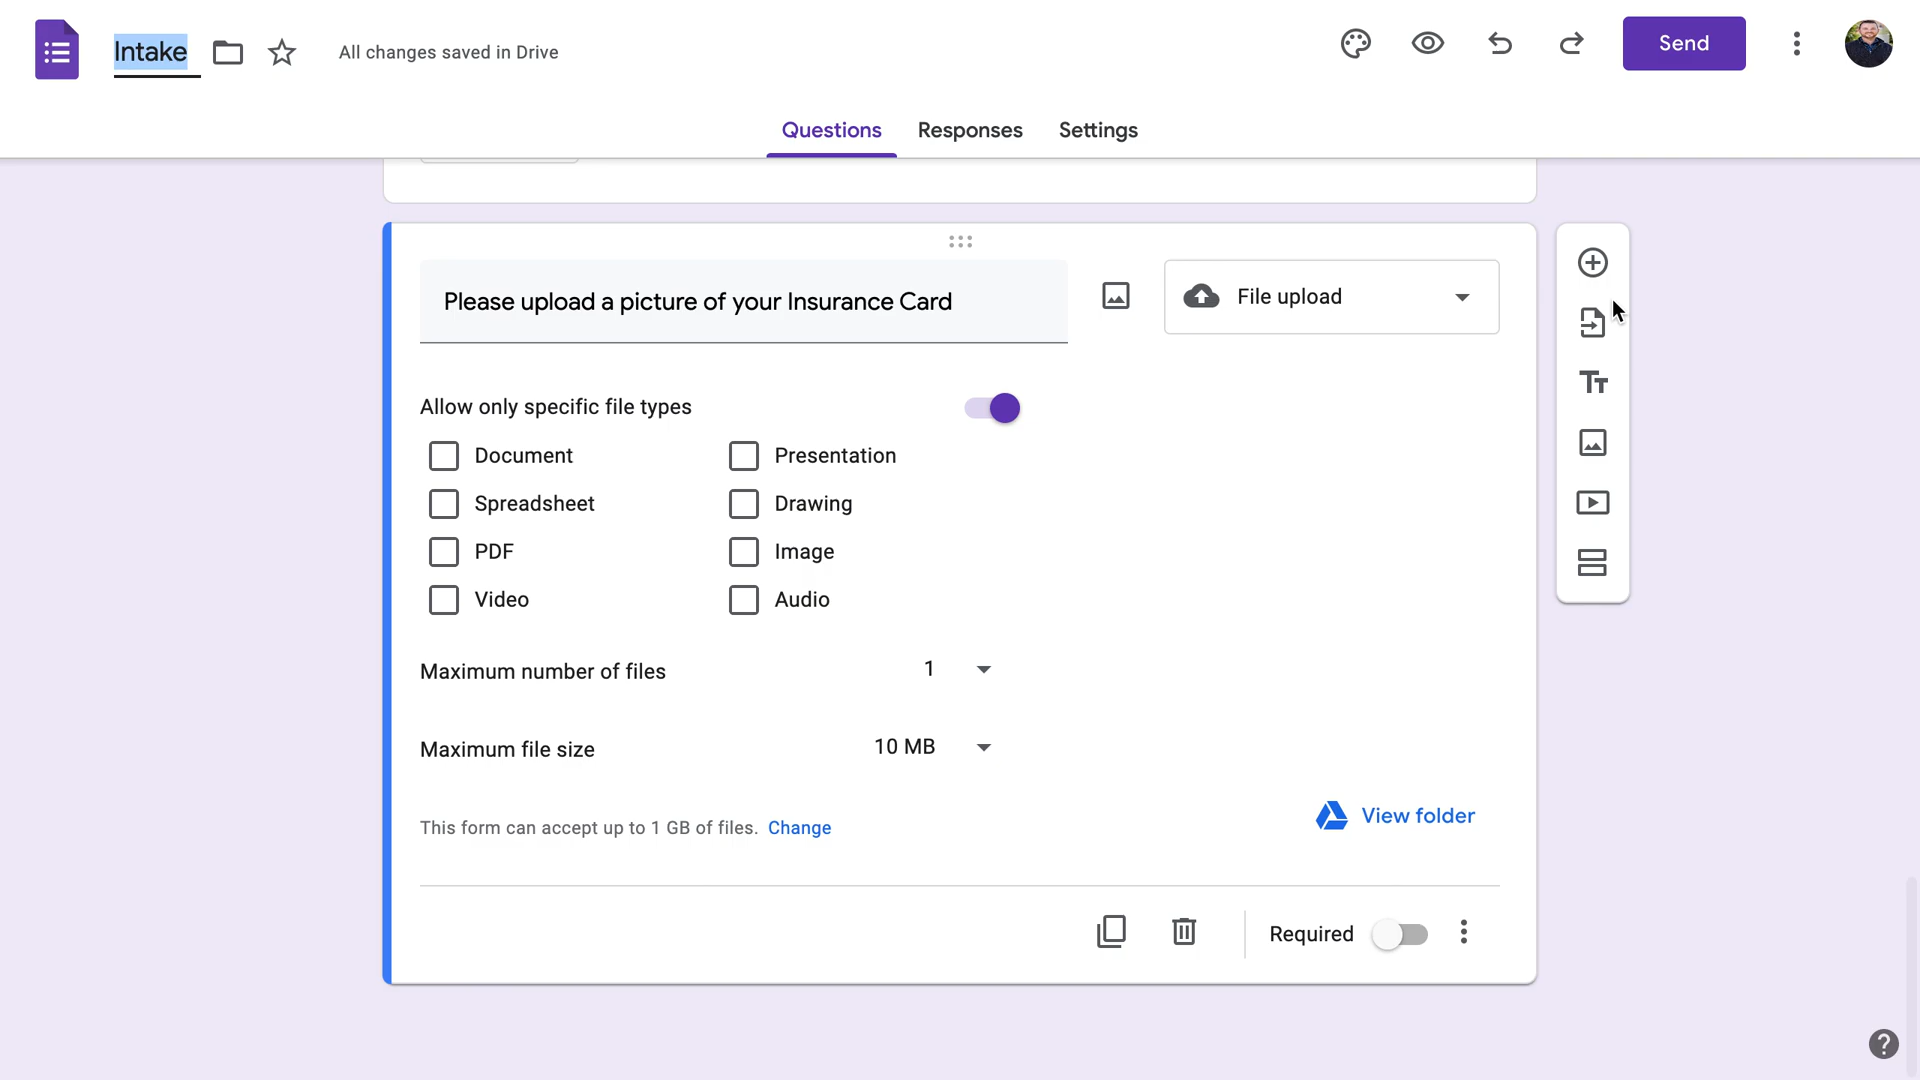 Intake
All changes saved in Drive
Send
Questions
Responses
Settings
Please upload a picture of your Insurance Card
File upload
Allow only specific file types
Document
Presentation
Spreadsheet
Drawing
PDF
Image
Video
Audio
Maximum number of files
1
Maximum file size
10 MB
This form can accept up to 1 GB of files. Change
View folder
Required